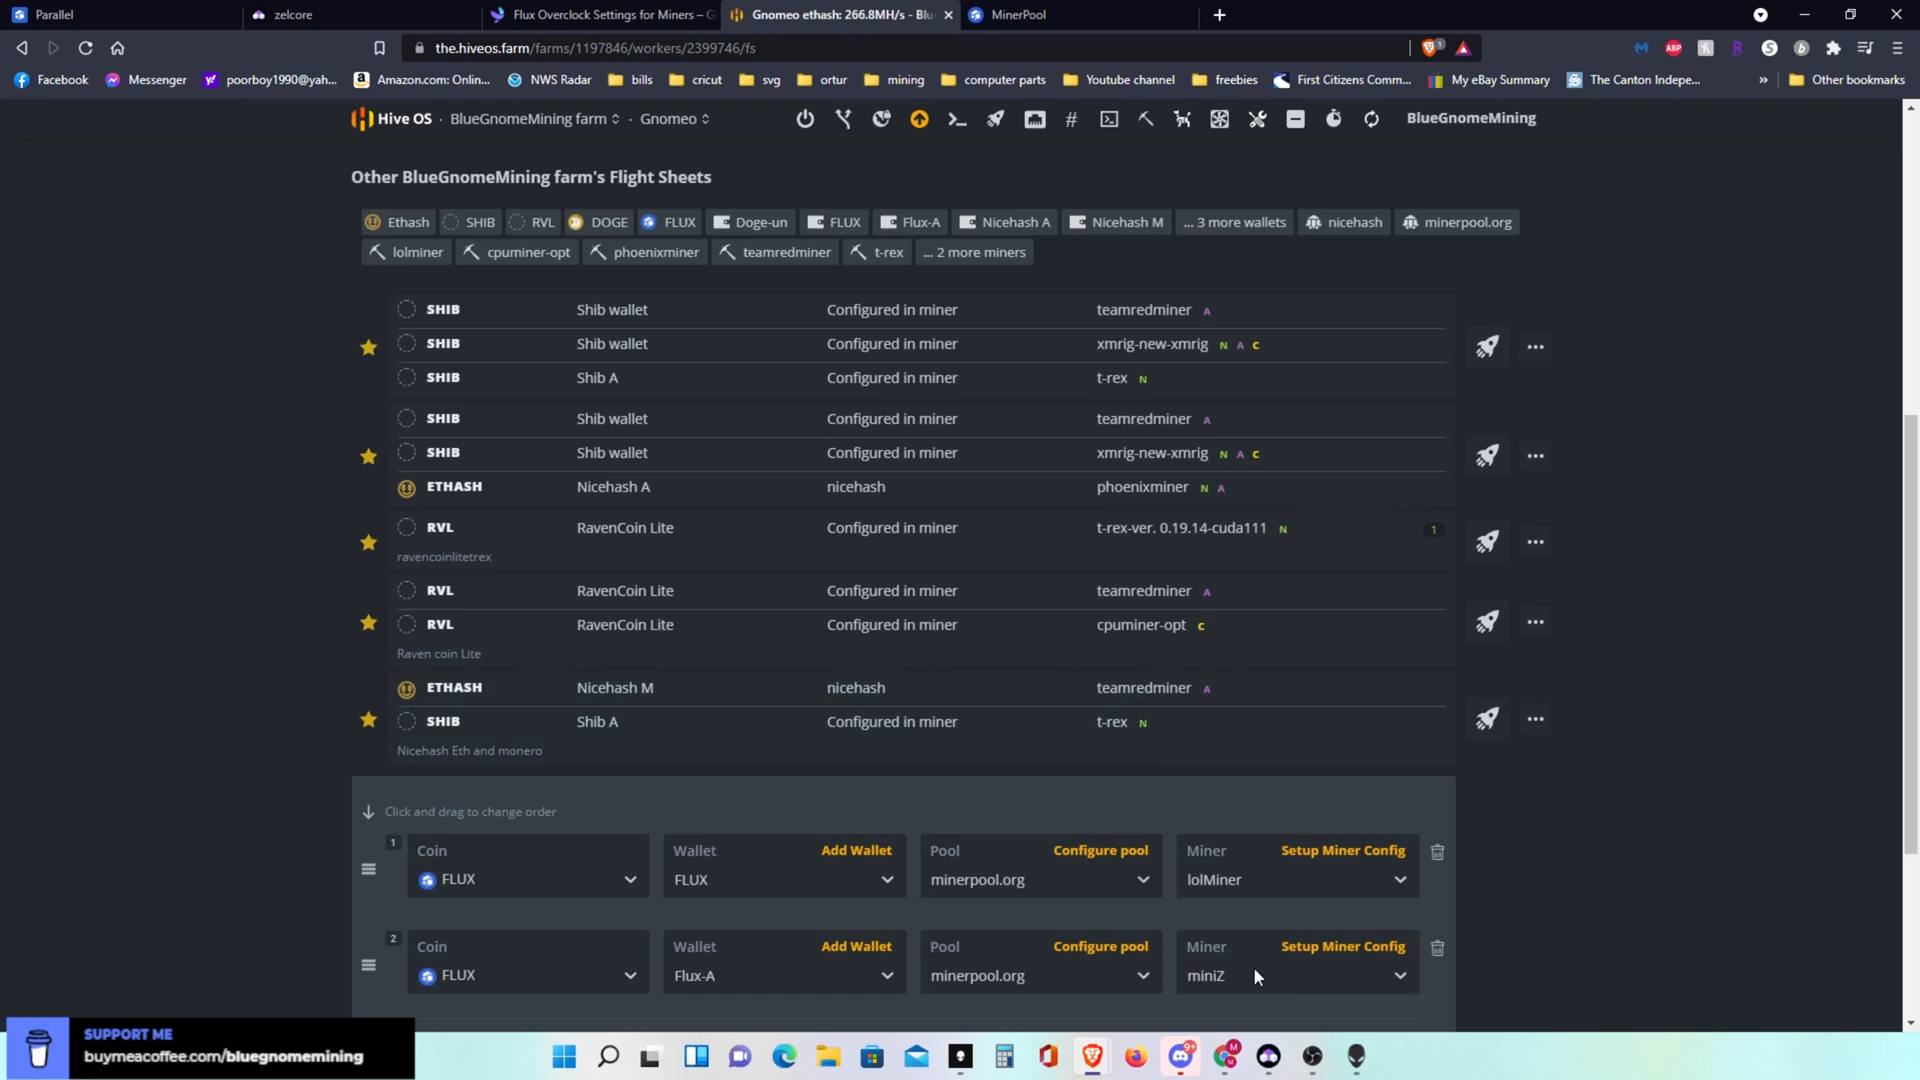 Parallel zelcore Flux Overclock Settings for Miners – G Gnomeo ethash: 266.8MH/s - Blu MinerPool
the.hiveos.farm/farms/1197846/workers/2399746/fs
Facebook Messenger poorboy1990@yah... Amazon.com: Onlin... NWS Radar bills cricut svg ortur mining computer parts Youtube channel freebies First Citizens Comm... My eBay Summary The Canton Indepe... » Other bookmarks
Hive OS · BlueGnomeMining farm · Gnomeo BlueGnomeMining
Other BlueGnomeMining farm's Flight Sheets
Ethash SHIB RVL DOGE FLUX Doge-un FLUX Flux-A Nicehash A Nicehash M ... 3 more wallets nicehash minerpool.org
lolminer cpuminer-opt phoenixminer teamredminer t-rex ... 2 more miners
SHIB Shib wallet Configured in miner teamredminer A
SHIB Shib wallet Configured in miner xmrig-new-xmrig N A C
SHIB Shib A Configured in miner t-rex N
SHIB Shib wallet Configured in miner teamredminer A
SHIB Shib wallet Configured in miner xmrig-new-xmrig N A C
ETHASH Nicehash A nicehash phoenixminer N A
RVL RavenCoin Lite Configured in miner t-rex-ver. 0.19.14-cuda111 N 1
ravencoinlitetrex
RVL RavenCoin Lite Configured in miner teamredminer A
RVL RavenCoin Lite Configured in miner cpuminer-opt C
Raven coin Lite
ETHASH Nicehash M nicehash teamredminer A
SHIB Shib A Configured in miner t-rex N
Nicehash Eth and monero
Click and drag to change order
1 Coin Wallet Add Wallet Pool Configure pool Miner Setup Miner Config
FLUX FLUX minerpool.org lolMiner
2 Coin Wallet Add Wallet Pool Configure pool Miner Setup Miner Config
FLUX Flux-A minerpool.org miniZ
SUPPORT ME
buymeacoffee.com/bluegnomemining